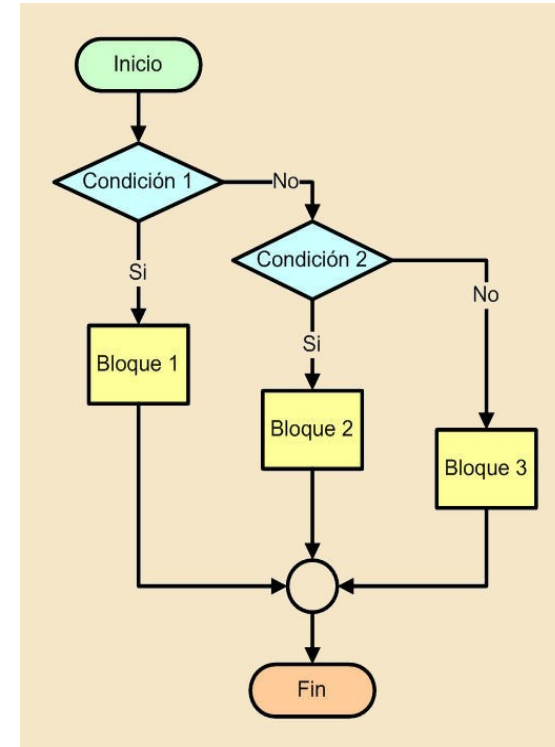 Inicio
Condición 1
No
Condición 2
Si
No
Si
Bloque 1
Bloque 2
Bloque 3
Fin